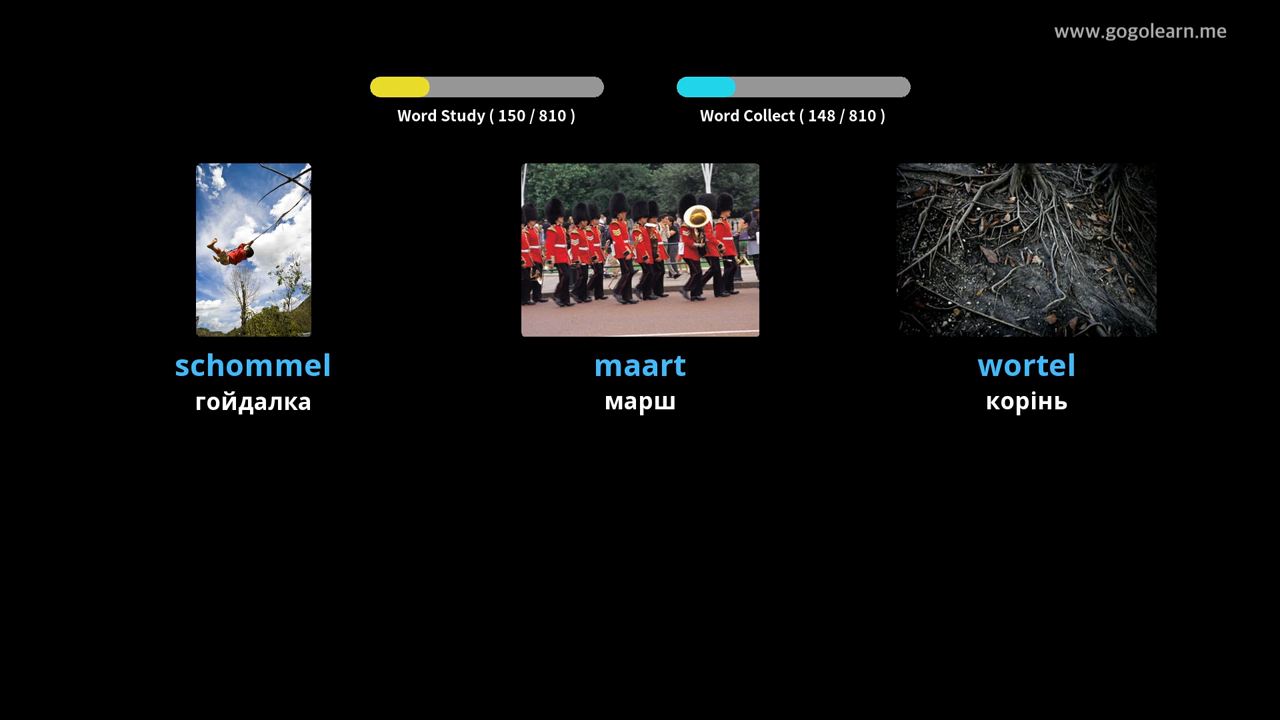 www.gogolearn.me
Word Study ( 150 / 810 )
Word Collect ( 148 / 810 )
schommel
гойдалка
maart
марш
wortel
корінь